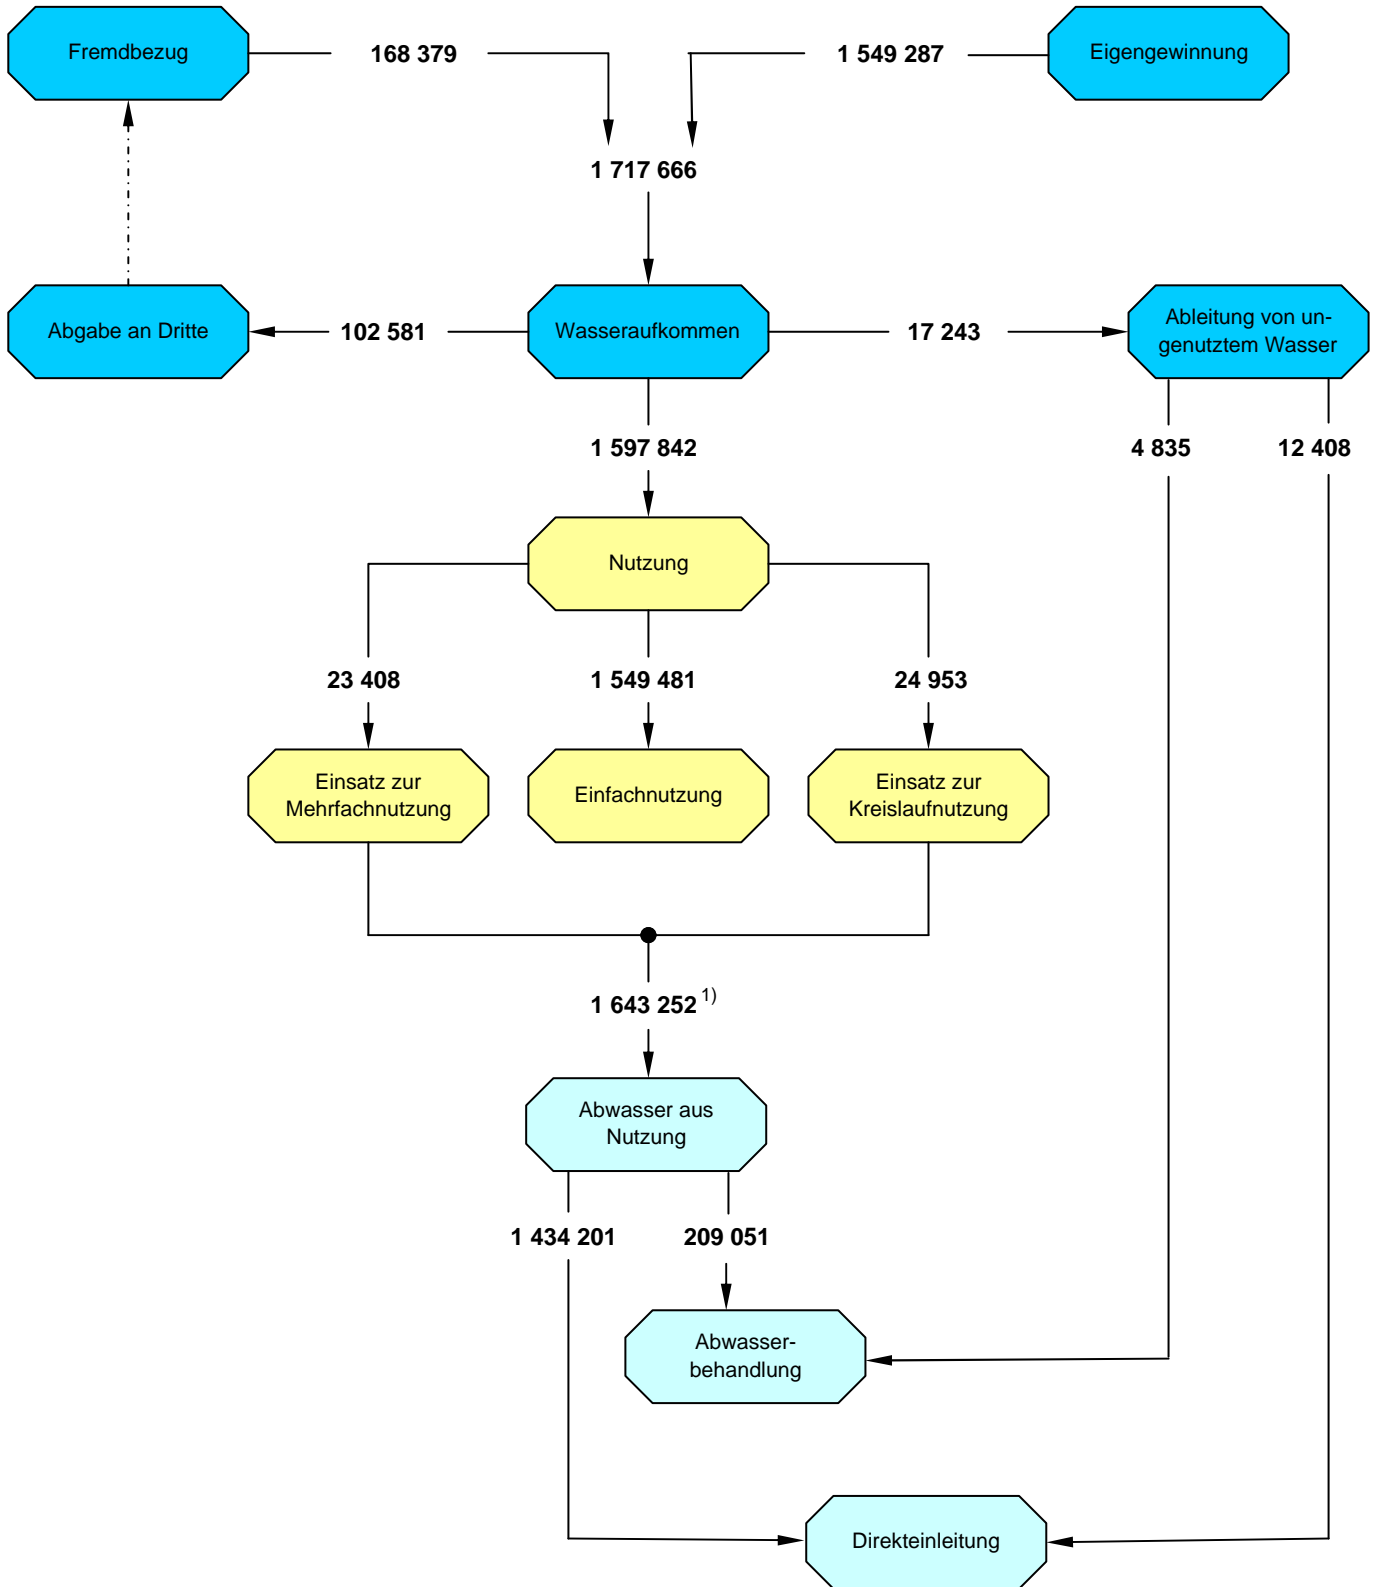 Fremdbezug
168 379
1 549 287
Eigengewinnung
1 717 666
Abgabe an Dritte
102 581
Wasseraufkommen
17 243
Ableitung von un-
genutztem Wasser
1 597 842
4 835
12 408
Nutzung
23 408
1 549 481
24 953
Einsatz zur
Mehrfachnutzung
Einfachnutzung
Einsatz zur
Kreislaufnutzung
1 643 252 1)
Abwasser aus
Nutzung
1 434 201
209 051
Abwasser-
behandlung
Direkteinleitung